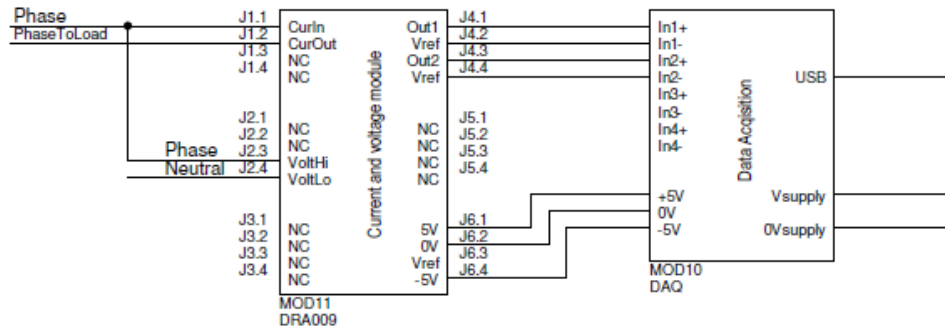 Phase J1.1 CurIn Out1 J4.1 In1+
PhaseToLoad J1.2 CurOut Vref J4.2 In1-
J1.3 NC Out2 J4.3 In2+
J1.4 NC Vref J4.4 In2- USB
In3+
In3-
J2.1 NC NC J5.1 In4+
J2.2 NC NC J5.2 In4-
Phase J2.3 VoltHi NC J5.3
Neutral J2.4 VoltLo NC J5.4
Current and voltage module
Data Acqisition
+5V Vsupply
J3.1 NC 5V J6.1 0V
J3.2 NC 0V J6.2 -5V 0Vsupply
J3.3 NC Vref J6.3
J3.4 NC -5V J6.4
MOD11
DRA009
MOD10
DAQ